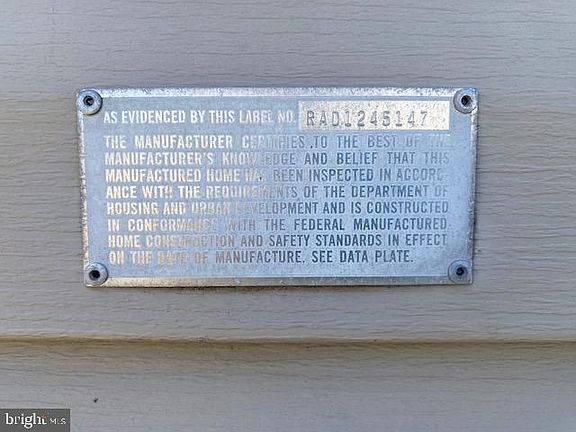 AS EVIDENCED BY THIS LABEL NO. RAD1245147
THE MANUFACTURER CERTIFIES TO THE BEST OF THE
MANUFACTURER'S KNOWLEDGE AND BELIEF THAT THIS
MANUFACTURED HOME HAS BEEN INSPECTED IN ACCORD-
ANCE WITH THE REQUIREMENTS OF THE DEPARTMENT OF
HOUSING AND URBAN DEVELOPMENT AND IS CONSTRUCTED
IN CONFORMANCE WITH THE FEDERAL MANUFACTURED
HOME CONSTRUCTION AND SAFETY STANDARDS IN EFFECT
ON THE DATE OF MANUFACTURE. SEE DATA PLATE.
bright MLS